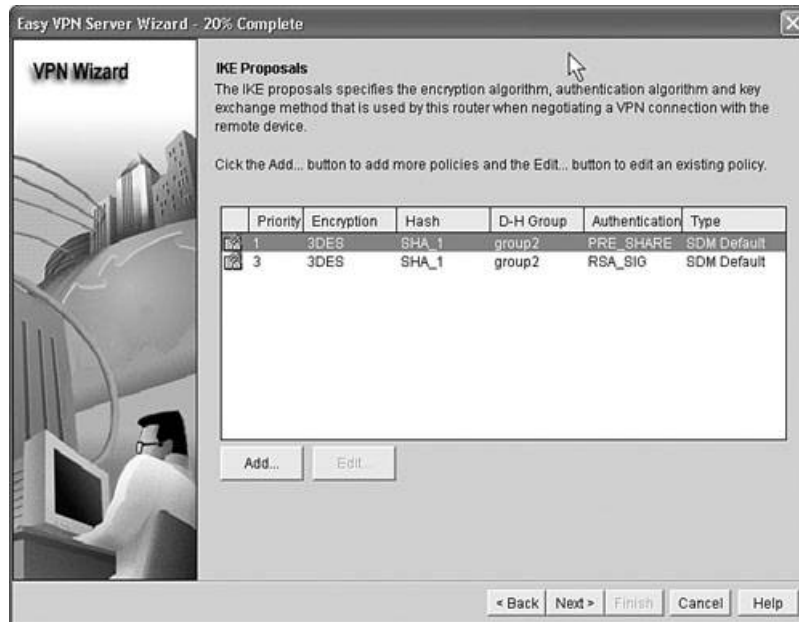 Easy VPN Server Wizard - 20% Complete
VPN Wizard
IKE Proposals
The IKE proposals specifies the encryption algorithm, authentication algorithm and key
exchange method that is used by this router when negotiating a VPN connection with the
remote device.
Click the Add... button to add more policies and the Edit... button to edit an existing policy.
Priority Encryption Hash D-H Group Authentication Type
1 3DES SHA_1 group2 PRE_SHARE SDM Default
3 3DES SHA_1 group2 RSA_SIG SDM Default
Add... Edit...
< Back Next > Finish Cancel Help